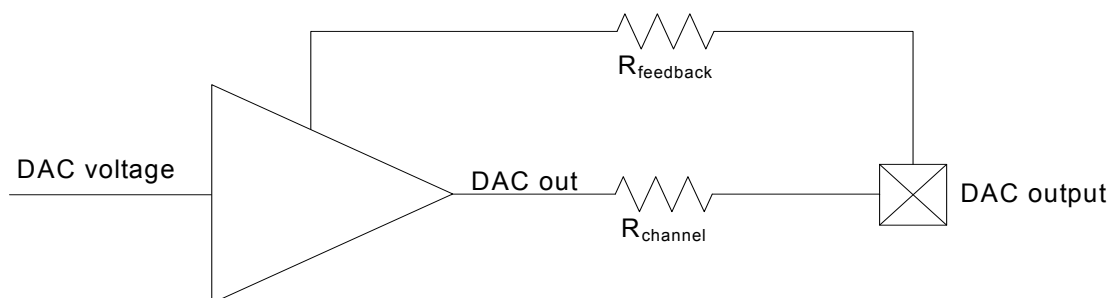 R_feedback
DAC voltage
DAC out
R_channel
DAC output